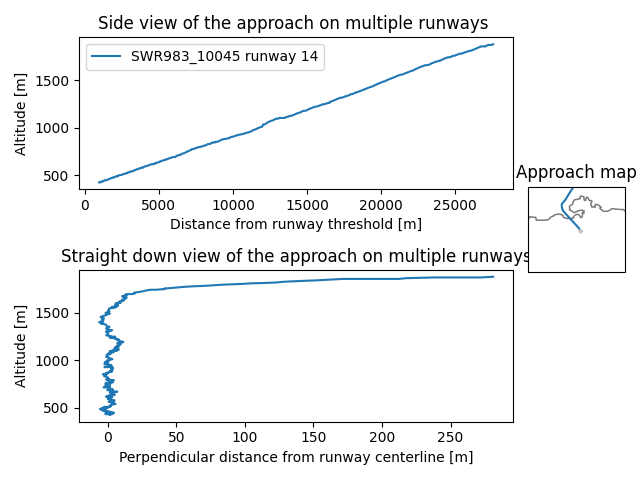 Side view of the approach on multiple runways
Altitude [m]
1500
1000
500
SWR983_10045 runway 14
0 5000 10000 15000 20000 25000
Distance from runway threshold [m]
Approach map
Straight down view of the approach on multiple runways
Altitude [m]
1500
1000
500
0 50 100 150 200 250
Perpendicular distance from runway centerline [m]